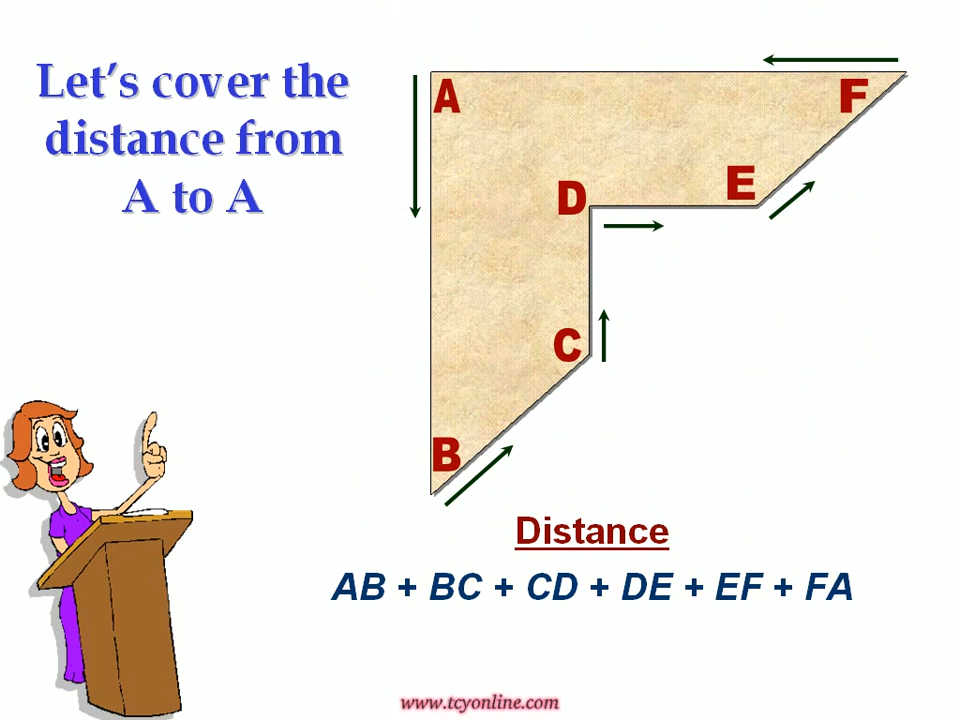 Let's cover the
distance from
A to A
A
F
D
E
C
B
Distance
AB + BC + CD + DE + EF + FA
www.tcyonline.com